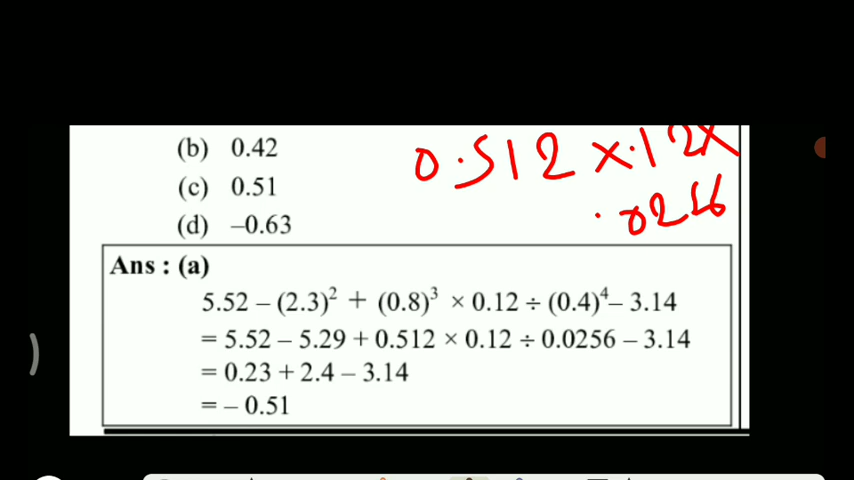 (b) 0.42
0.512 × .12×
(c) 0.51
.0256
(d) –0.63
Ans : (a)
5.52 – (2.3)² + (0.8)³ × 0.12 ÷ (0.4)⁴– 3.14
= 5.52 – 5.29 + 0.512 × 0.12 ÷ 0.0256 – 3.14
= 0.23 + 2.4 – 3.14
= – 0.51